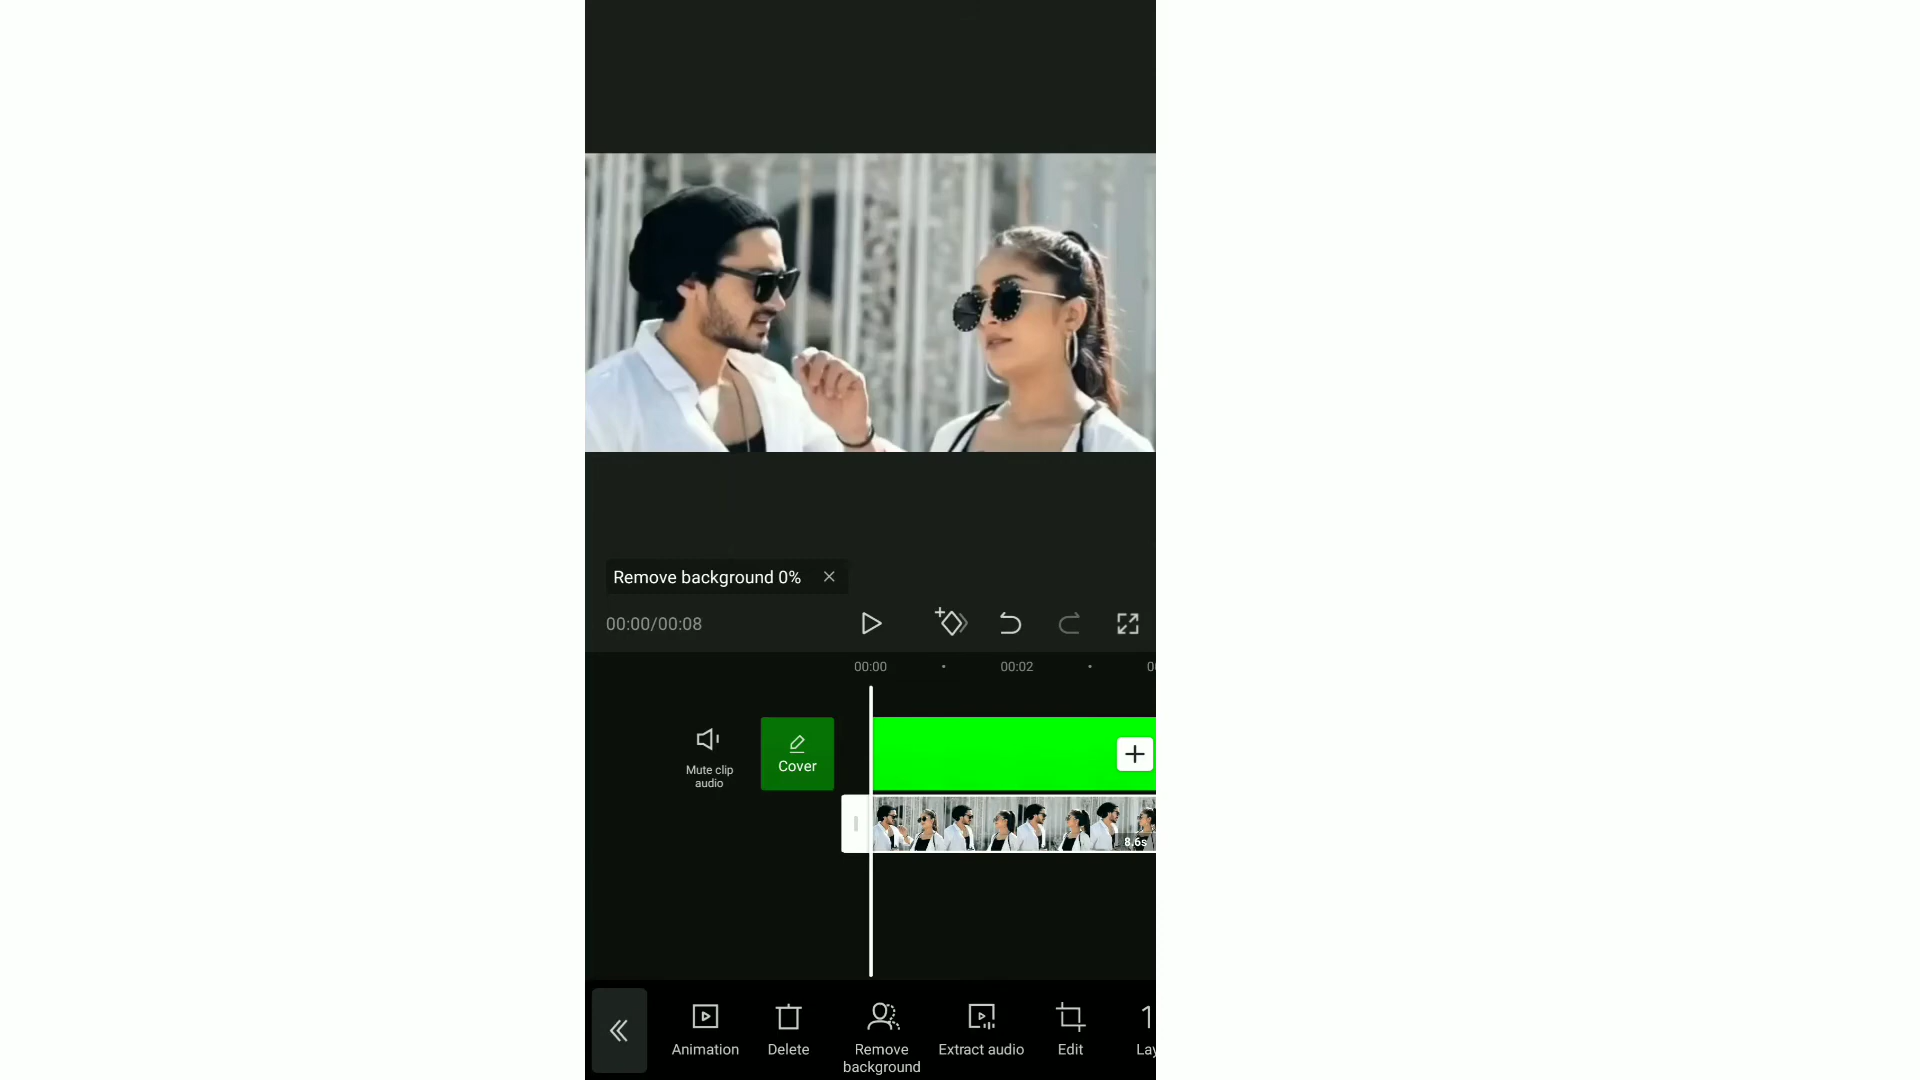 Remove background 0%
00:00/00:08
00:00
00:02
Mute clip
audio
Cover
8.6s
Animation
Delete
Remove
background
Extract audio
Edit